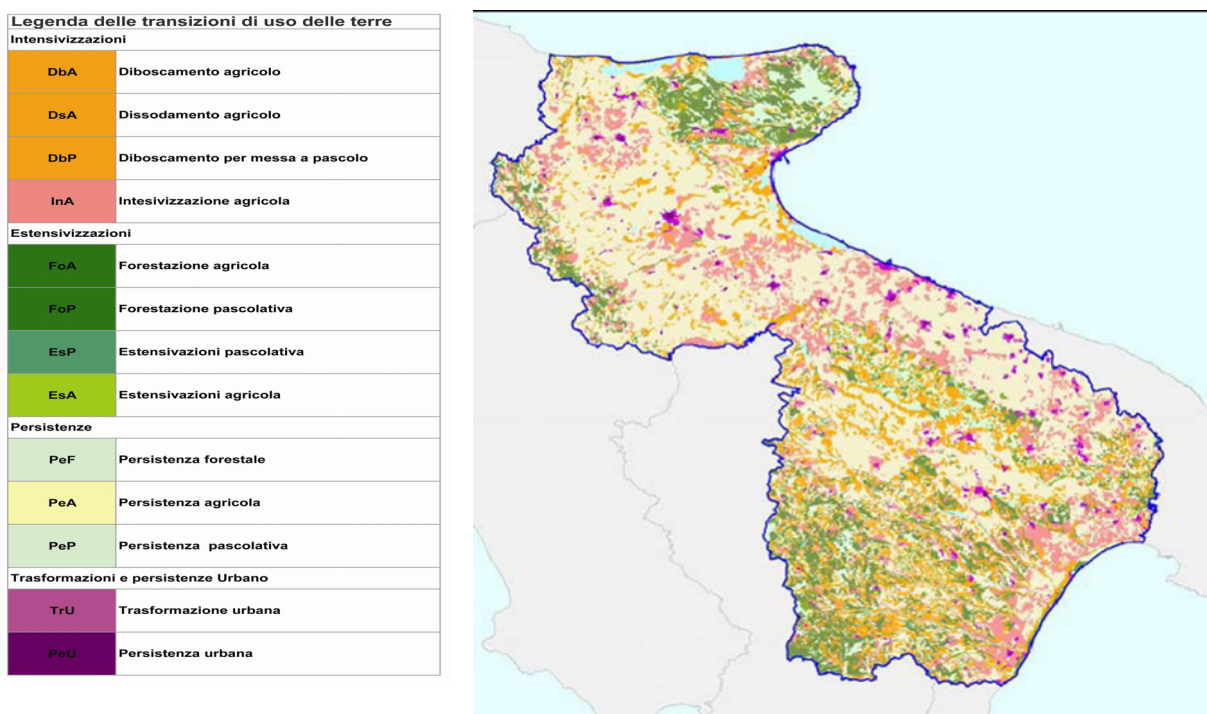 Legenda delle transizioni di uso delle terre
Intensivizzazioni
DbA Diboscamento agricolo
DsA Dissodamento agricolo
DbP Diboscamento per messa a pascolo
InA Intesivizzazione agricola
Estensivizzazioni
FoA Forestazione agricola
FoP Forestazione pascolativa
EsP Estensivazioni pascolativa
EsA Estensivazioni agricola
Persistenze
PeF Persistenza forestale
PeA Persistenza agricola
PeP Persistenza pascolativa
Trasformazioni e persistenze Urbano
TrU Trasformazione urbana
PeU Persistenza urbana